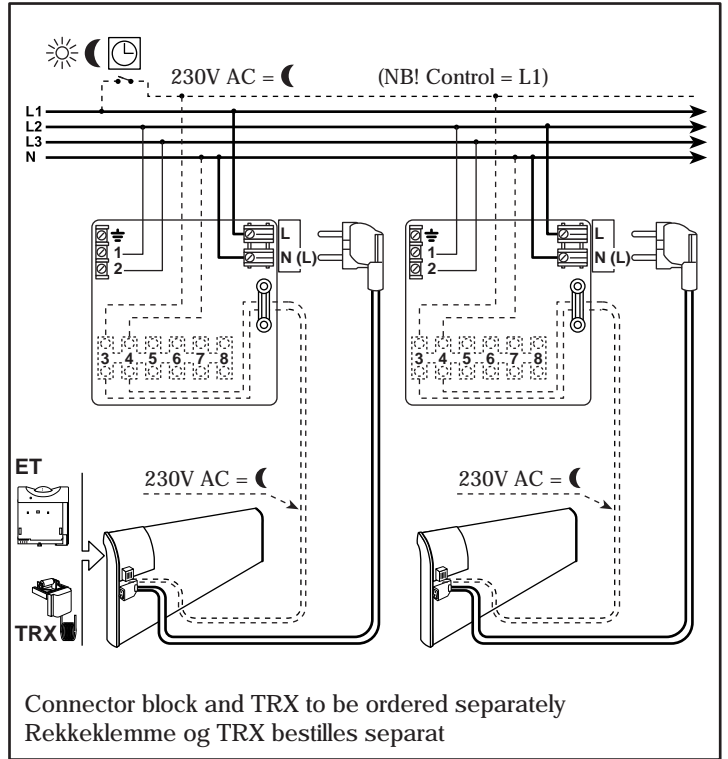 230V AC = (NB! Control = L1)
L1
L2
L3
N
L
1 N (L)
2
3 4 5 6 7 8
L
1 N (L)
2
3 4 5 6 7 8
ET
230V AC = 230V AC =
TRX
Connector block and TRX to be ordered separately
Rekkeklemme og TRX bestilles separat